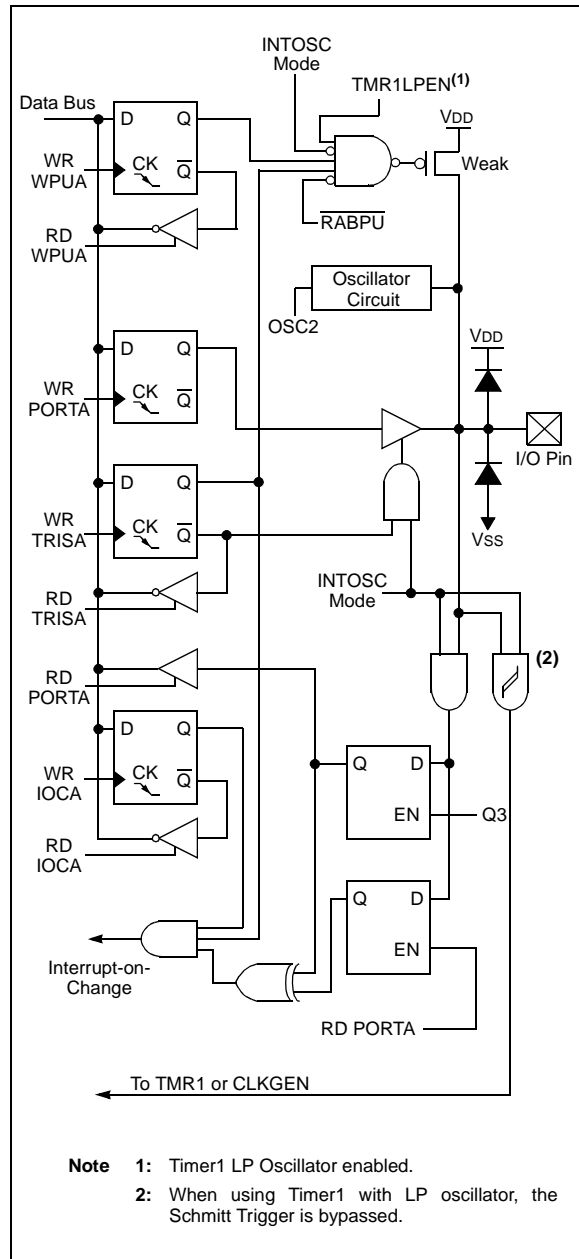 INTOSC
Mode
TMR1LPEN(1)
Data Bus
D Q
VDD
WR
WPUA
CK Q
Weak
RD
WPUA
RABPU
Oscillator
Circuit
OSC2
VDD
D Q
WR
PORTA
CK Q
I/O Pin
D Q
WR
TRISA
CK Q
VSS
INTOSC
Mode
RD
TRISA
(2)
RD
PORTA
D Q
WR
IOCA
CK Q
Q D
EN
Q3
RD
IOCA
Q D
EN
Interrupt-on-
Change
RD PORTA
To TMR1 or CLKGEN
Note 1: Timer1 LP Oscillator enabled.
2: When using Timer1 with LP oscillator, the
Schmitt Trigger is bypassed.